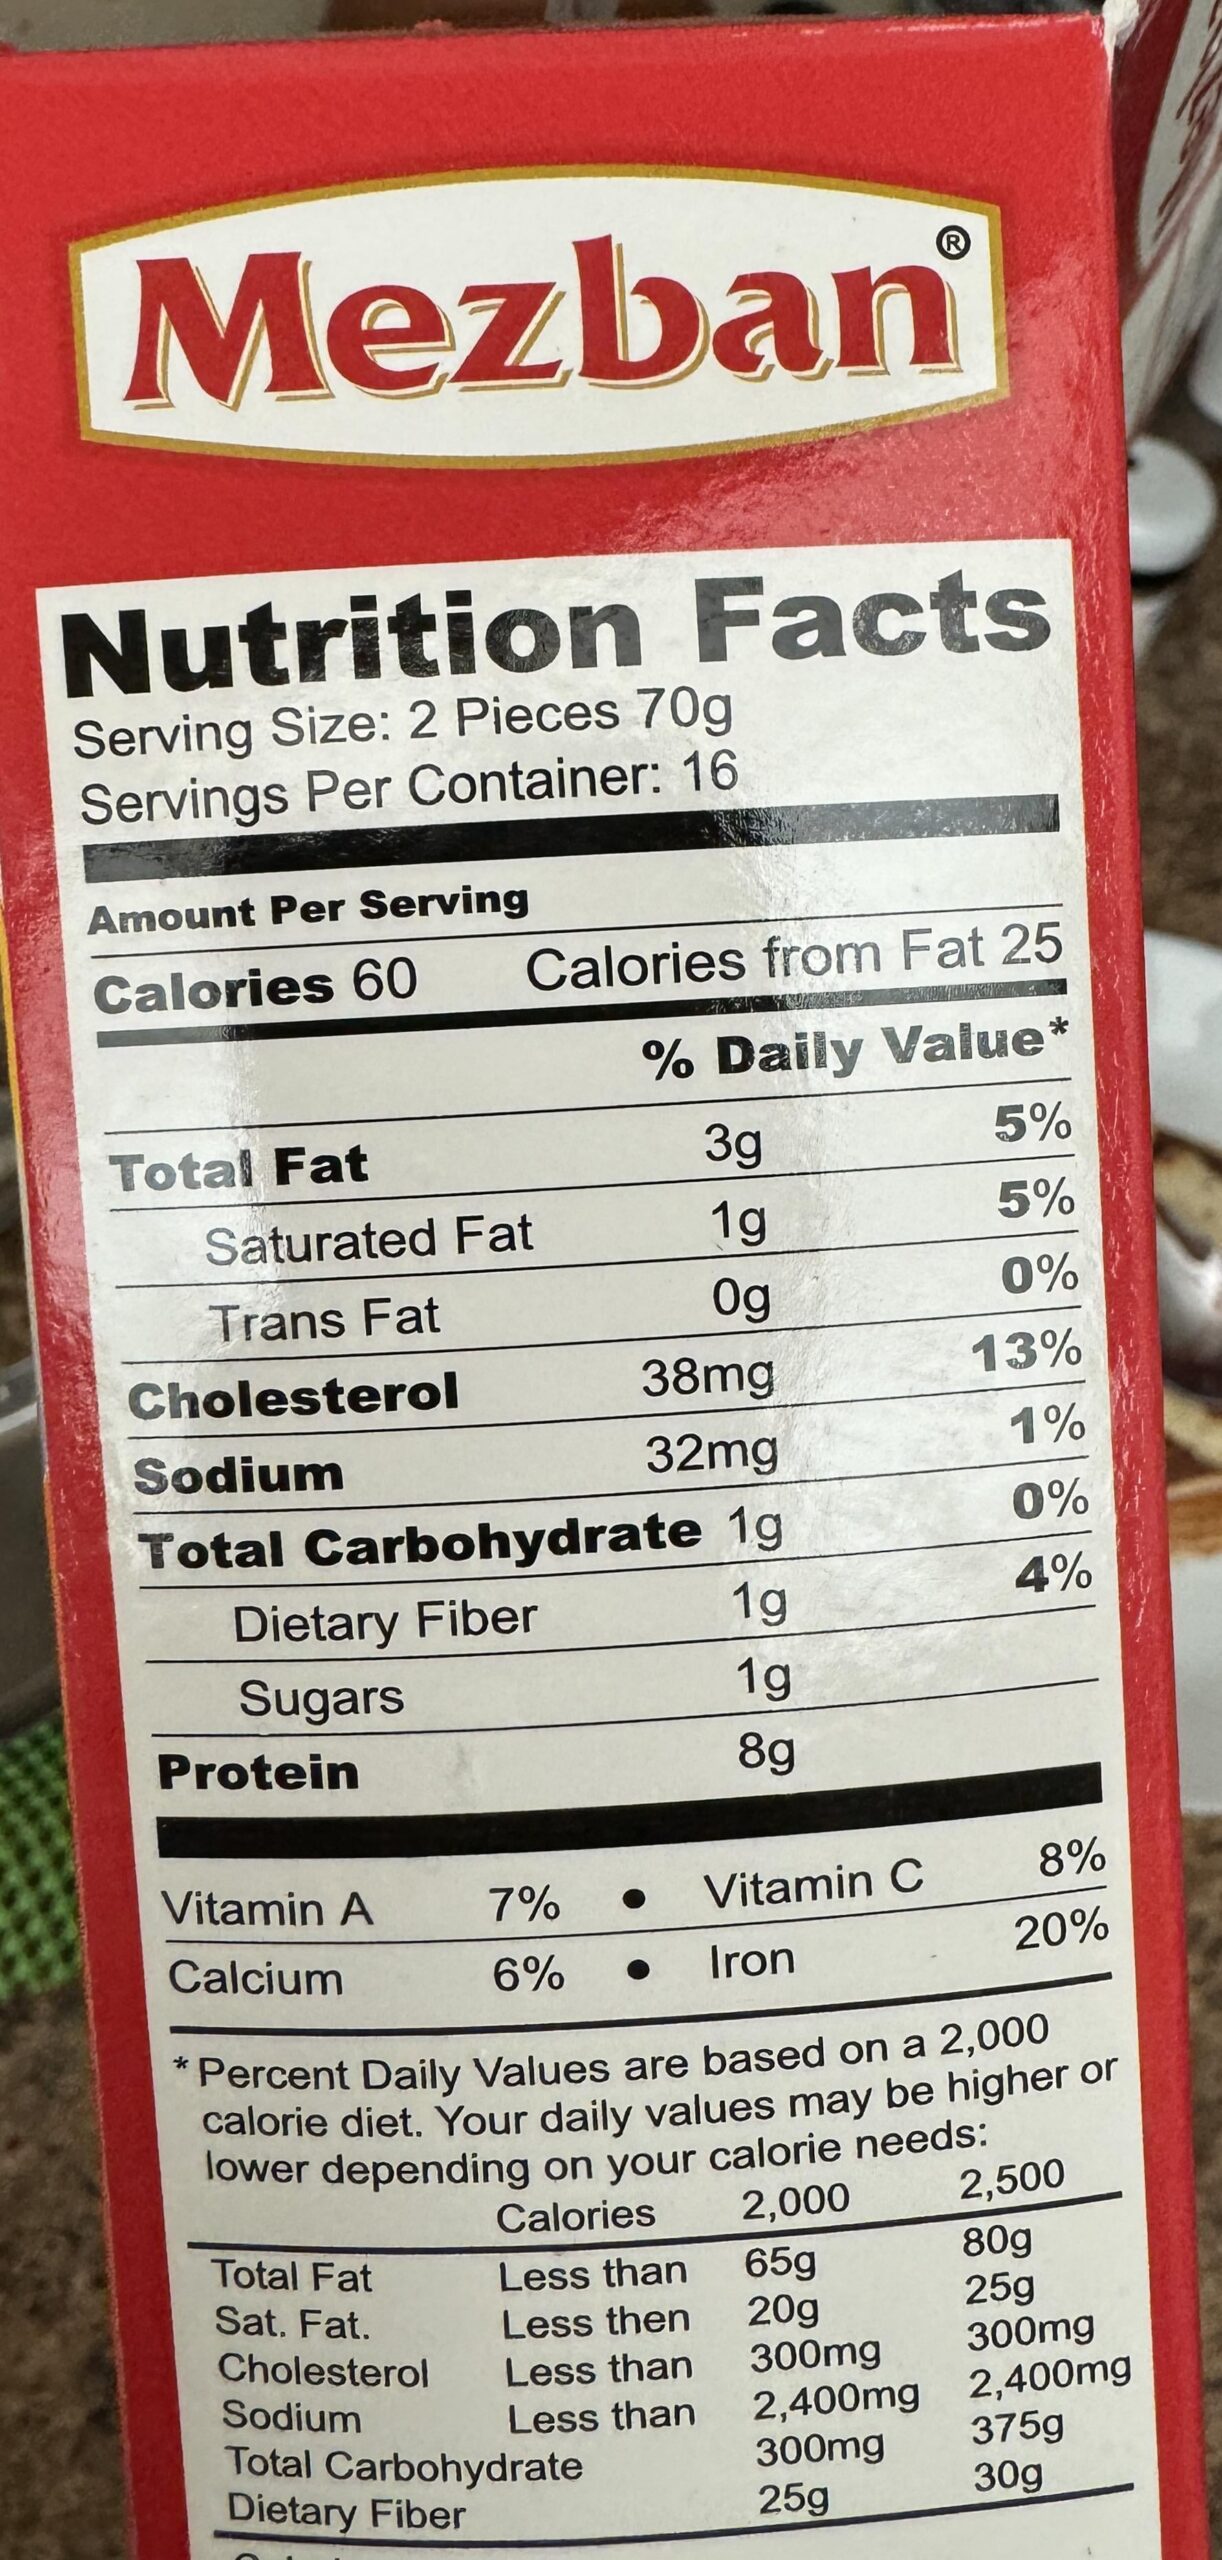 Mezban®
Nutrition Facts
Serving Size: 2 Pieces 70g
Servings Per Container: 16
Amount Per Serving
Calories 60 Calories from Fat 25
% Daily Value*
Total Fat 3g 5%
Saturated Fat 1g 5%
Trans Fat 0g 0%
Cholesterol 38mg 13%
Sodium 32mg 1%
Total Carbohydrate 1g 0%
Dietary Fiber 1g 4%
Sugars 1g
Protein 8g
Vitamin A 7% • Vitamin C 8%
Calcium 6% • Iron 20%
* Percent Daily Values are based on a 2,000
calorie diet. Your daily values may be higher or
lower depending on your calorie needs:
Calories 2,000 2,500
Total Fat Less than 65g 80g
Sat. Fat. Less then 20g 25g
Cholesterol Less than 300mg 300mg
Sodium Less than 2,400mg 2,400mg
Total Carbohydrate 300mg 375g
Dietary Fiber 25g 30g